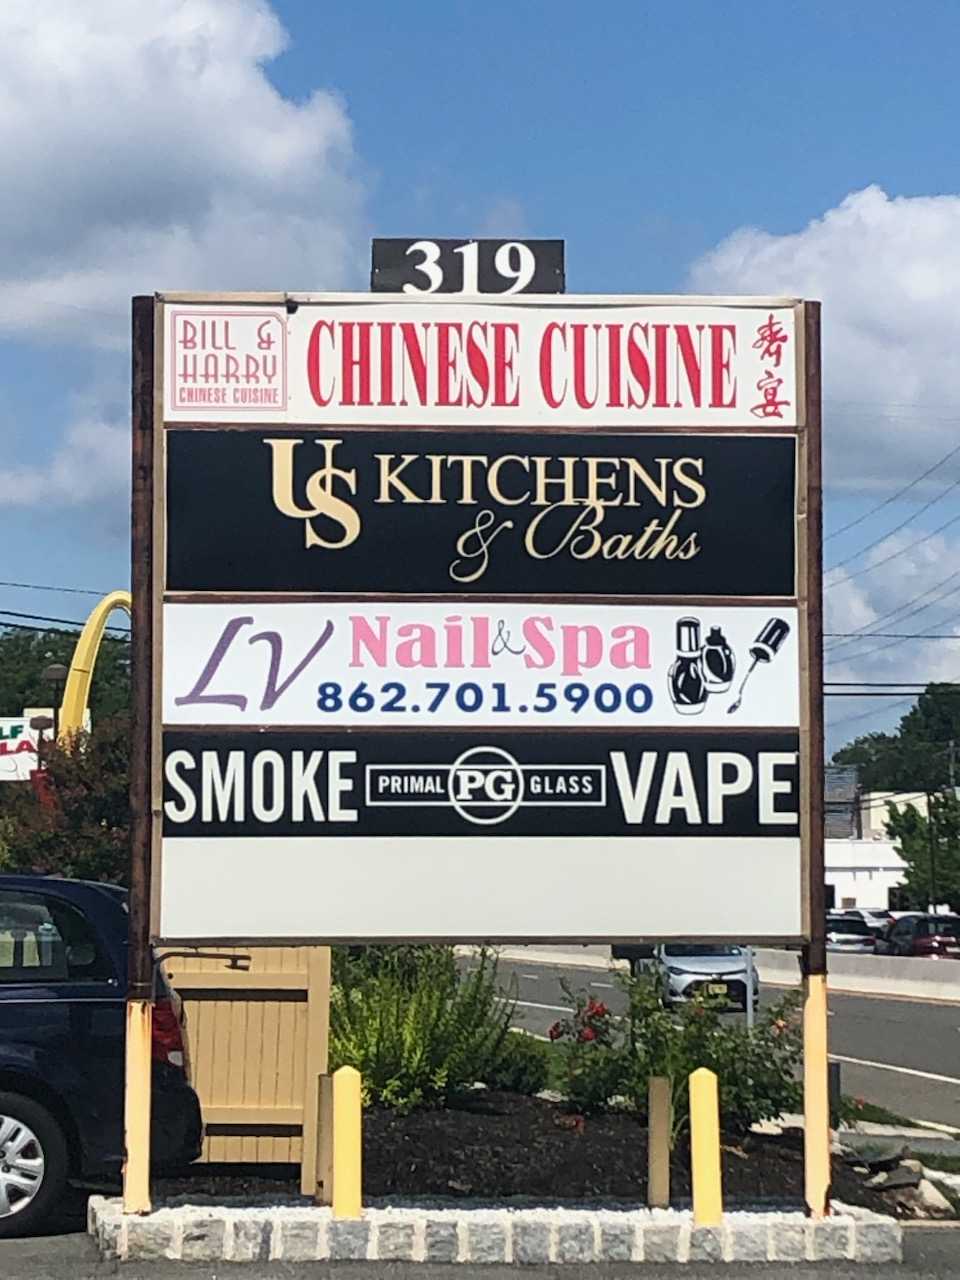 319
BILL &
HARRY
CHINESE CUISINE
CHINESE CUISINE
US KITCHENS
& Baths
LV Nail & Spa
862.701.5900
SMOKE PRIMAL PG GLASS VAPE